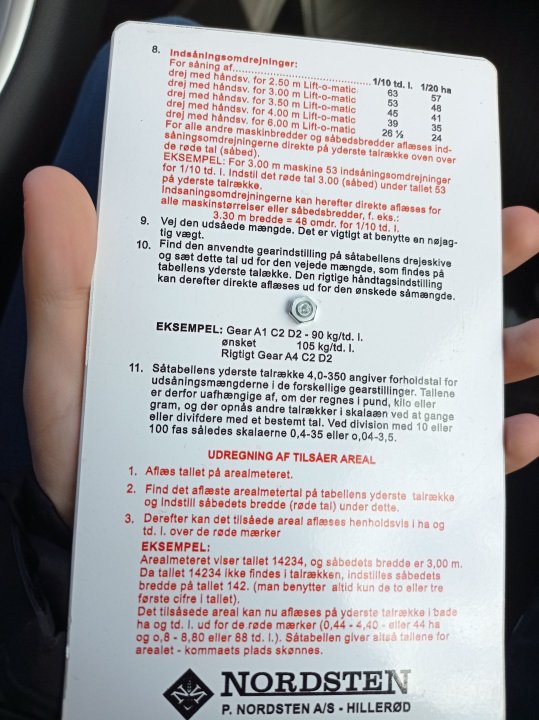 8. Indsåningsomdrejninger:
For såning af.................... 1/10 td. l. 1/20 ha
drej med håndsv. for 2.50 m Lift-o-matic 63 57
drej med håndsv. for 3.00 m Lift-o-matic 53 48
drej med håndsv. for 3.50 m Lift-o-matic 45 41
drej med håndsv. for 4.00 m Lift-o-matic 39 35
drej med håndsv. for 6.00 m Lift-o-matic 26 ½ 24
For alle andre maskinbredder og såbedsbredder aflæses ind-
såningsomdrejningerne direkte på yderste talrække oven over
de røde tal (såbed).
EKSEMPEL: For 3.00 m maskine 53 Indsåningsomdrejninger
for 1/10 td. l. Indstil det røde tal 3.00 (såbed) under tallet 53
på yderste talrække.
Indsaningsomdrejningerne kan herefter direkte aflæses for
alle maskinstørrelser eller såbedsbredder, f. eks.:
3.30 m bredde = 48 omdr. for 1/10 td. l.
9. Vej den udsåede mængde. Det er vigtigt at benytte en nøjag-
tig vægt.
10. Find den anvendte gearindstilling på såtabellens drejeskive
og sæt dette tal ud for den vejede mængde, som findes på
tabellens yderste talække. Den rigtige håndtagsindstilling
kan derefter direkte aflæses ud for den ønskede såmængde.
EKSEMPEL: Gear A1 C2 D2 - 90 kg/td. l.
ønsket 105 kg/td. l.
Rigtigt Gear A4 C2 D2
11. Såtabellens yderste talrække 4,0-350 angiver forholdstal for
udsåningsmængderne i de forskellige gearstillinger. Tallene
er derfor uafhængige af, om der regnes i pund, kilo eller
gram, og der opnås andre talrækker i skalaæn ved at gange
eller divifdere med et bestemt tal. Ved division med 10 eller
100 fas således skalaerne 0,4-35 eller o,04-3,5.
UDREGNING AF TILSÅER AREAL
1. Aflæs tallet på arealmeteret.
2. Find det aflæste arealmetertal på tabellens yderste talrække
og indstill såbedets bredde (røde tal) under dette.
3. Derefter kan det tilsåede areal aflæses henholdsvis i ha og
td. l. over de røde mærker
EKSEMPEL:
Arealmeteret viser tallet 14234, og såbedets bredde er 3,00 m.
Da tallet 14234 ikke findes i talrækken, indstilles såbedets
bredde på tallet 142. (man benytter altid kun de to eller tre
første cifre i tallet).
Det tilsåsede areal kan nu aflæses på yderste talrække i bade
ha og td. l. ud for de røde mærker (0,44 - 4,40 - eller 44 ha
og o,8 - 8,80 eller 88 td. l.). Såtabellen giver altså tallene for
arealet - kommaets plads skønnes.
NORDSTEN
P. NORDSTEN A/S - HILLERØD